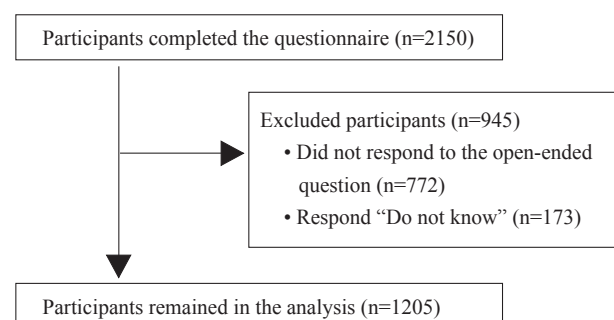 Participants completed the questionnaire (n=2150)
Excluded participants (n=945)
• Did not respond to the open-ended
question (n=772)
• Respond “Do not know” (n=173)
Participants remained in the analysis (n=1205)